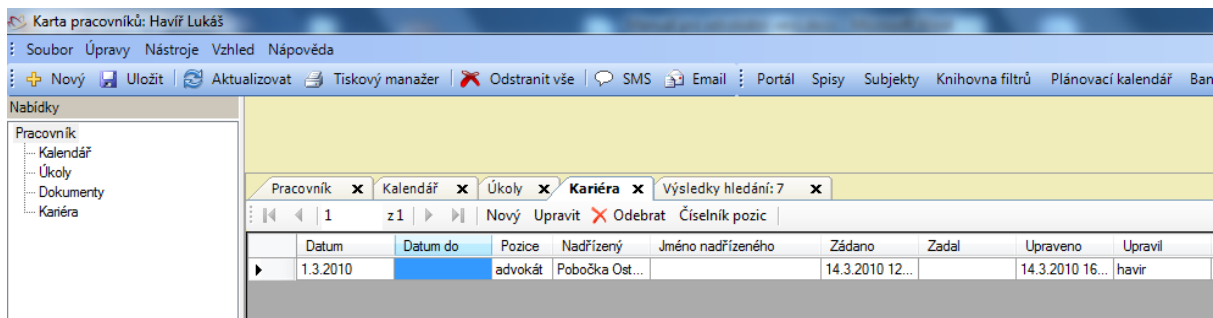 Karta pracovníků: Havíř Lukáš
Soubor Úpravy Nástroje Vzhled Nápověda
Nový Uložit Aktualizovat Tiskový manažer Odstranit vše SMS Email Portál Spisy Subjekty Knihovna filtrů Plánovací kalendář Ban
Nabídky
Pracovník
Kalendář
Úkoly
Dokumenty
Kariéra
Pracovník x Kalendář x Úkoly x Kariéra x Výsledky hledání: 7 x
1 z 1 Nový Upravit Odebrat Číselník pozic
Datum Datum do Pozice Nadřízený Jméno nadřízeného Zádano Zadal Upraveno Upravil
1.3.2010 advokát Pobočka Ost... 14.3.2010 12... 14.3.2010 16... havir